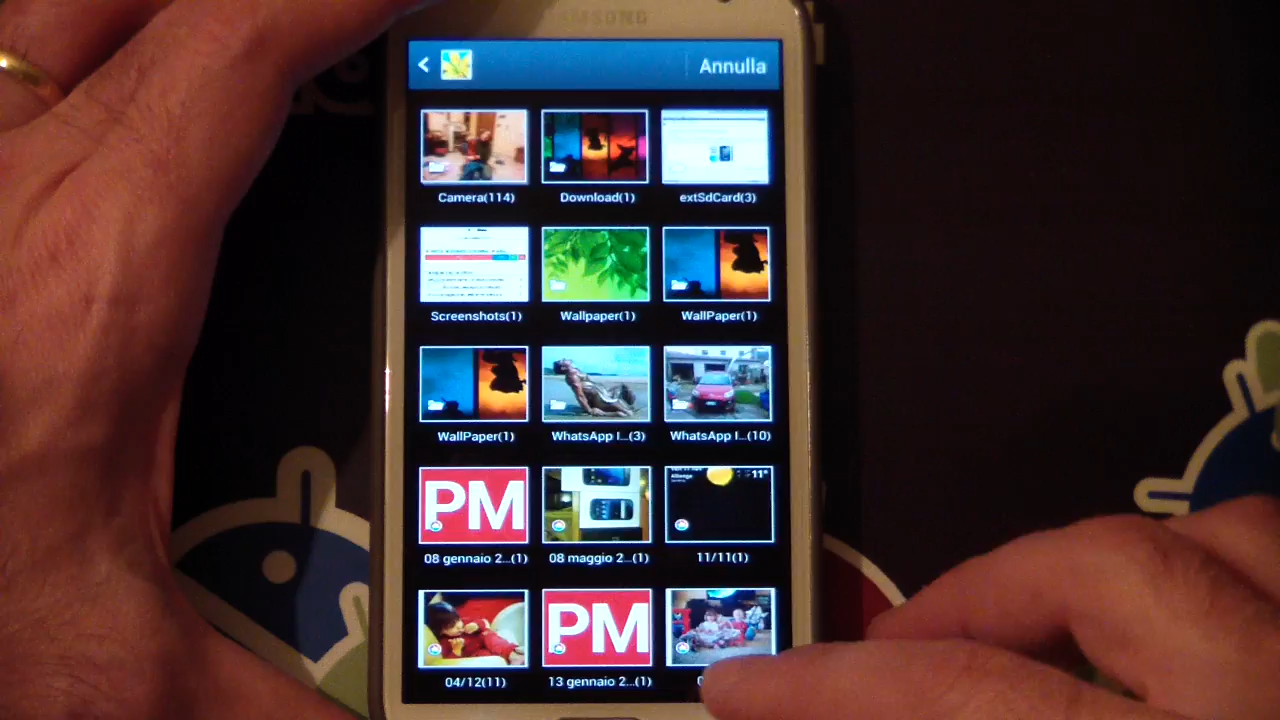 SAMSUNG
Annulla
Camera(114) Download(1) extSdCard(3)
Screenshots(1) Wallpaper(1) WallPaper(1)
WallPaper(1) WhatsApp I...(3) WhatsApp I...(10)
PM 11°
08 gennaio 2...(1) 08 maggio 2...(1) 11/11(1)
PM
04/12(11) 13 gennaio 2...(1)